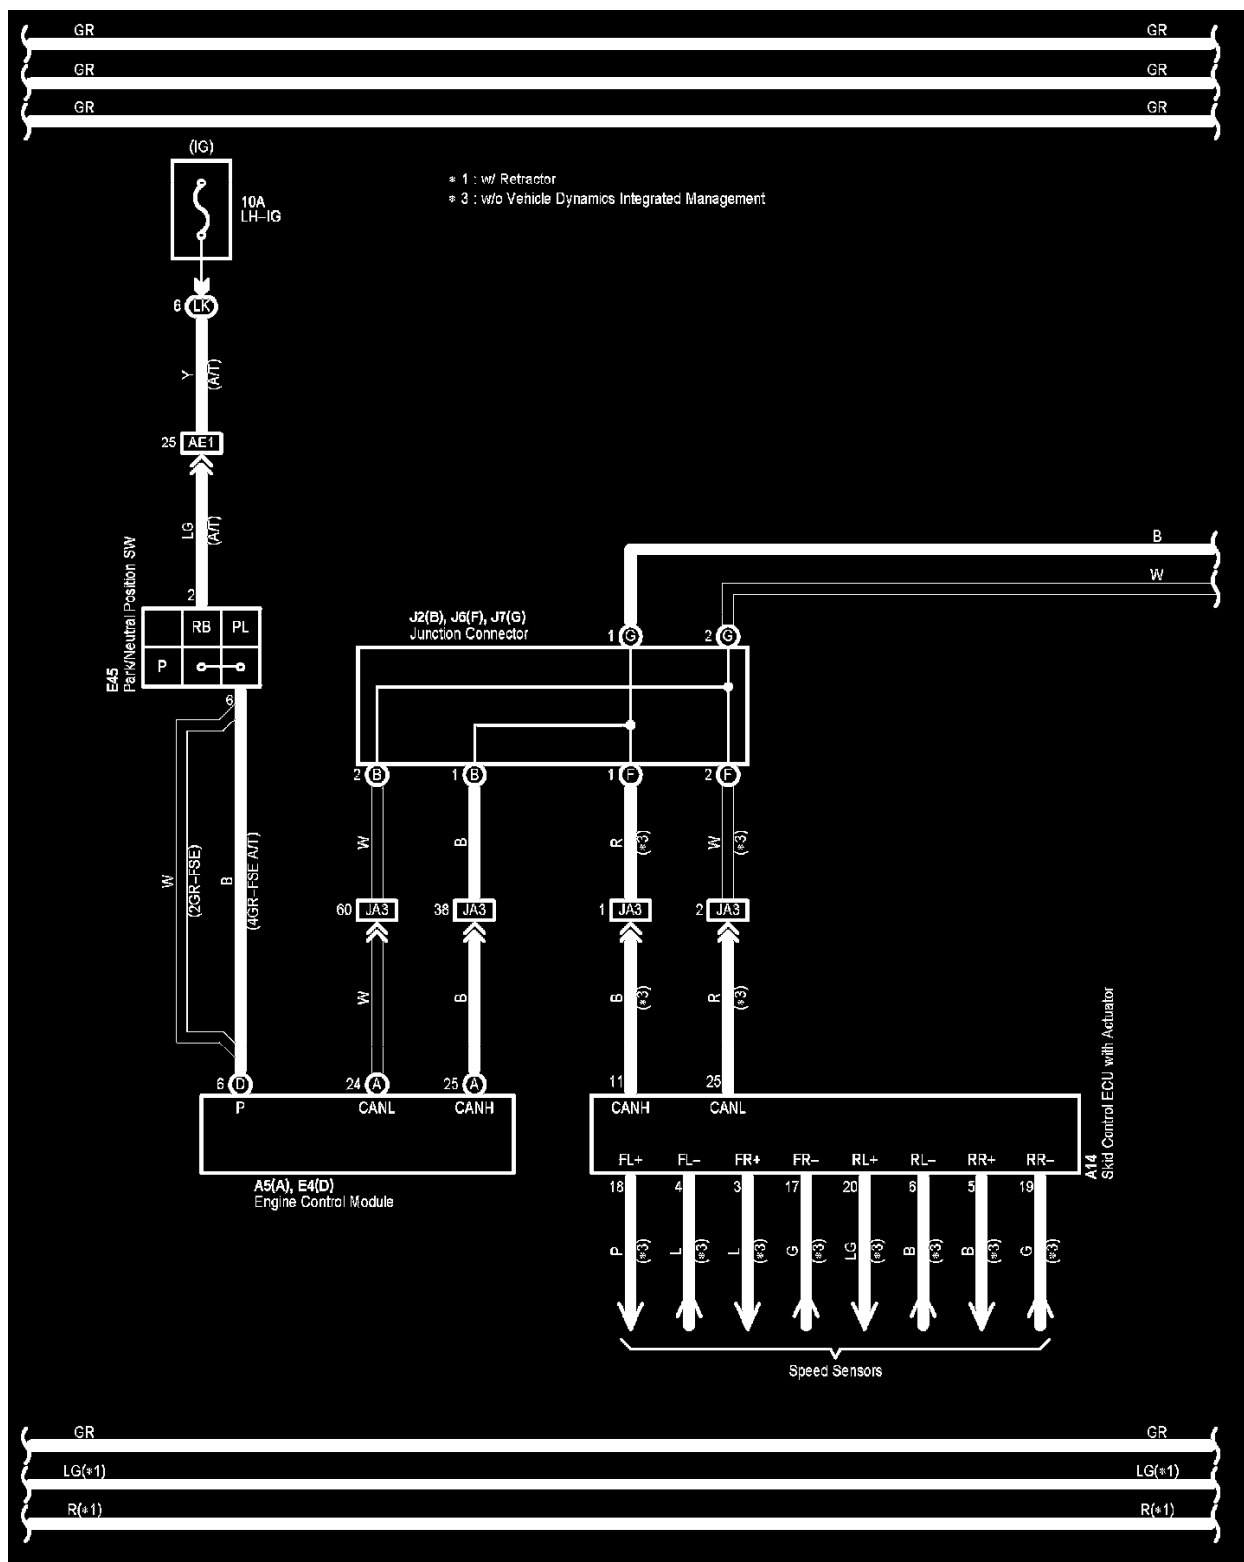 GR GR
GR GR
GR GR
(IG)
10A
LH–IG
∗ 1 : w/ Retractor
∗ 3 : w/o Vehicle Dynamics Integrated Management
6 LK
Y (A/T)
25 AE1
LG (A/T)
B
W
2
E45
Park/Neutral Position SW
RB PL
P
6
J2(B), J6(F), J7(G)
Junction Connector
1 G 2 G
2 B 1 B 1 F 2 F
W B R (∗3) W (∗3)
W (2GR–FSE) B (4GR–FSE A/T)
60 JA3 38 JA3 1 JA3 2 JA3
W B B (∗3) R (∗3)
6 D 24 A 25 A 11 25
P CANL CANH CANH CANL
A5(A), E4(D)
Engine Control Module
A14
Skid Control ECU with Actuator
FL+ FL– FR+ FR– RL+ RL– RR+ RR–
18 4 3 17 20 6 5 19
P (∗3) L (∗3) L (∗3) G (∗3) LG (∗3) B (∗3) B (∗3) G (∗3)
Speed Sensors
GR GR
LG(∗1) LG(∗1)
R(∗1) R(∗1)